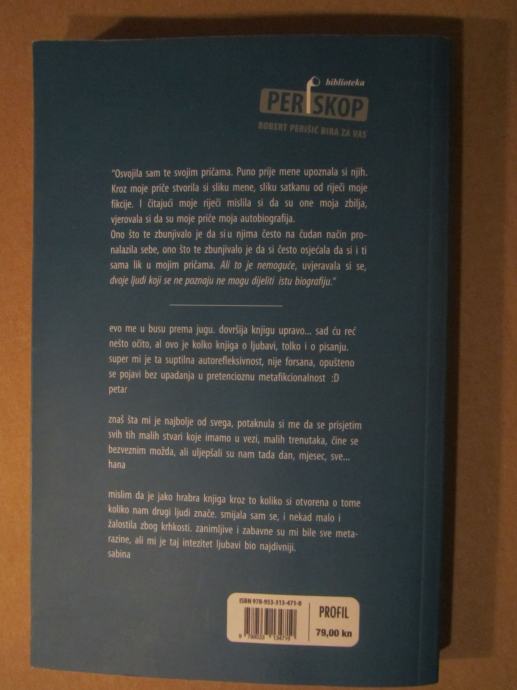 biblioteka
PERISKOP
ROBERT PERIŠIĆ BIRA ZA VAS
"Osvojila sam te svojim pričama. Puno prije mene upoznala si njih.
Kroz moje priče stvorila si sliku mene, sliku satkanu od riječi moje
fikcije. I čitajući moje riječi mislila si da su one moja zbilja,
vjerovala si da su moje priče moja autobiografija.
Ono što te zbunjivalo je da si u njima često na čudan način pro-
nalazila sebe, ono što te zbunjivalo je da si često osjećala da si i ti
sama lik u mojim pričama. Ali to je nemoguće, uvjeravala si se,
dvoje ljudi koji se ne poznaju ne mogu dijeliti istu biografiju."
evo me u busu prema jugu. dovršija knjigu upravo... sad ću reć
nešto očito, al ovo je kolko knjiga o ljubavi, tolko i o pisanju.
super mi je ta suptilna autorefleksivnost, nije forsana, opušteno
se pojavi bez upadanja u pretencioznu metafikcionalnost :D
petar
znaš šta mi je najbolje od svega, potaknula si me da se prisjetim
svih tih malih stvari koje imamo u vezi, malih trenutaka, čine se
bezveznim možda, ali uljepšali su nam tada dan, mjesec, sve...
hana
mislim da je jako hrabra knjiga kroz to koliko si otvorena o tome
koliko nam drugi ljudi znače. smijala sam se, i nekad malo i
žalostila zbog krhkosti. zanimljive i zabavne su mi bile sve meta-
razine, ali mi je taj intezitet ljubavi bio najdivniji.
sabina
ISBN 978-953-313-471-0
9 789533 134710
PROFIL
79,00 kn